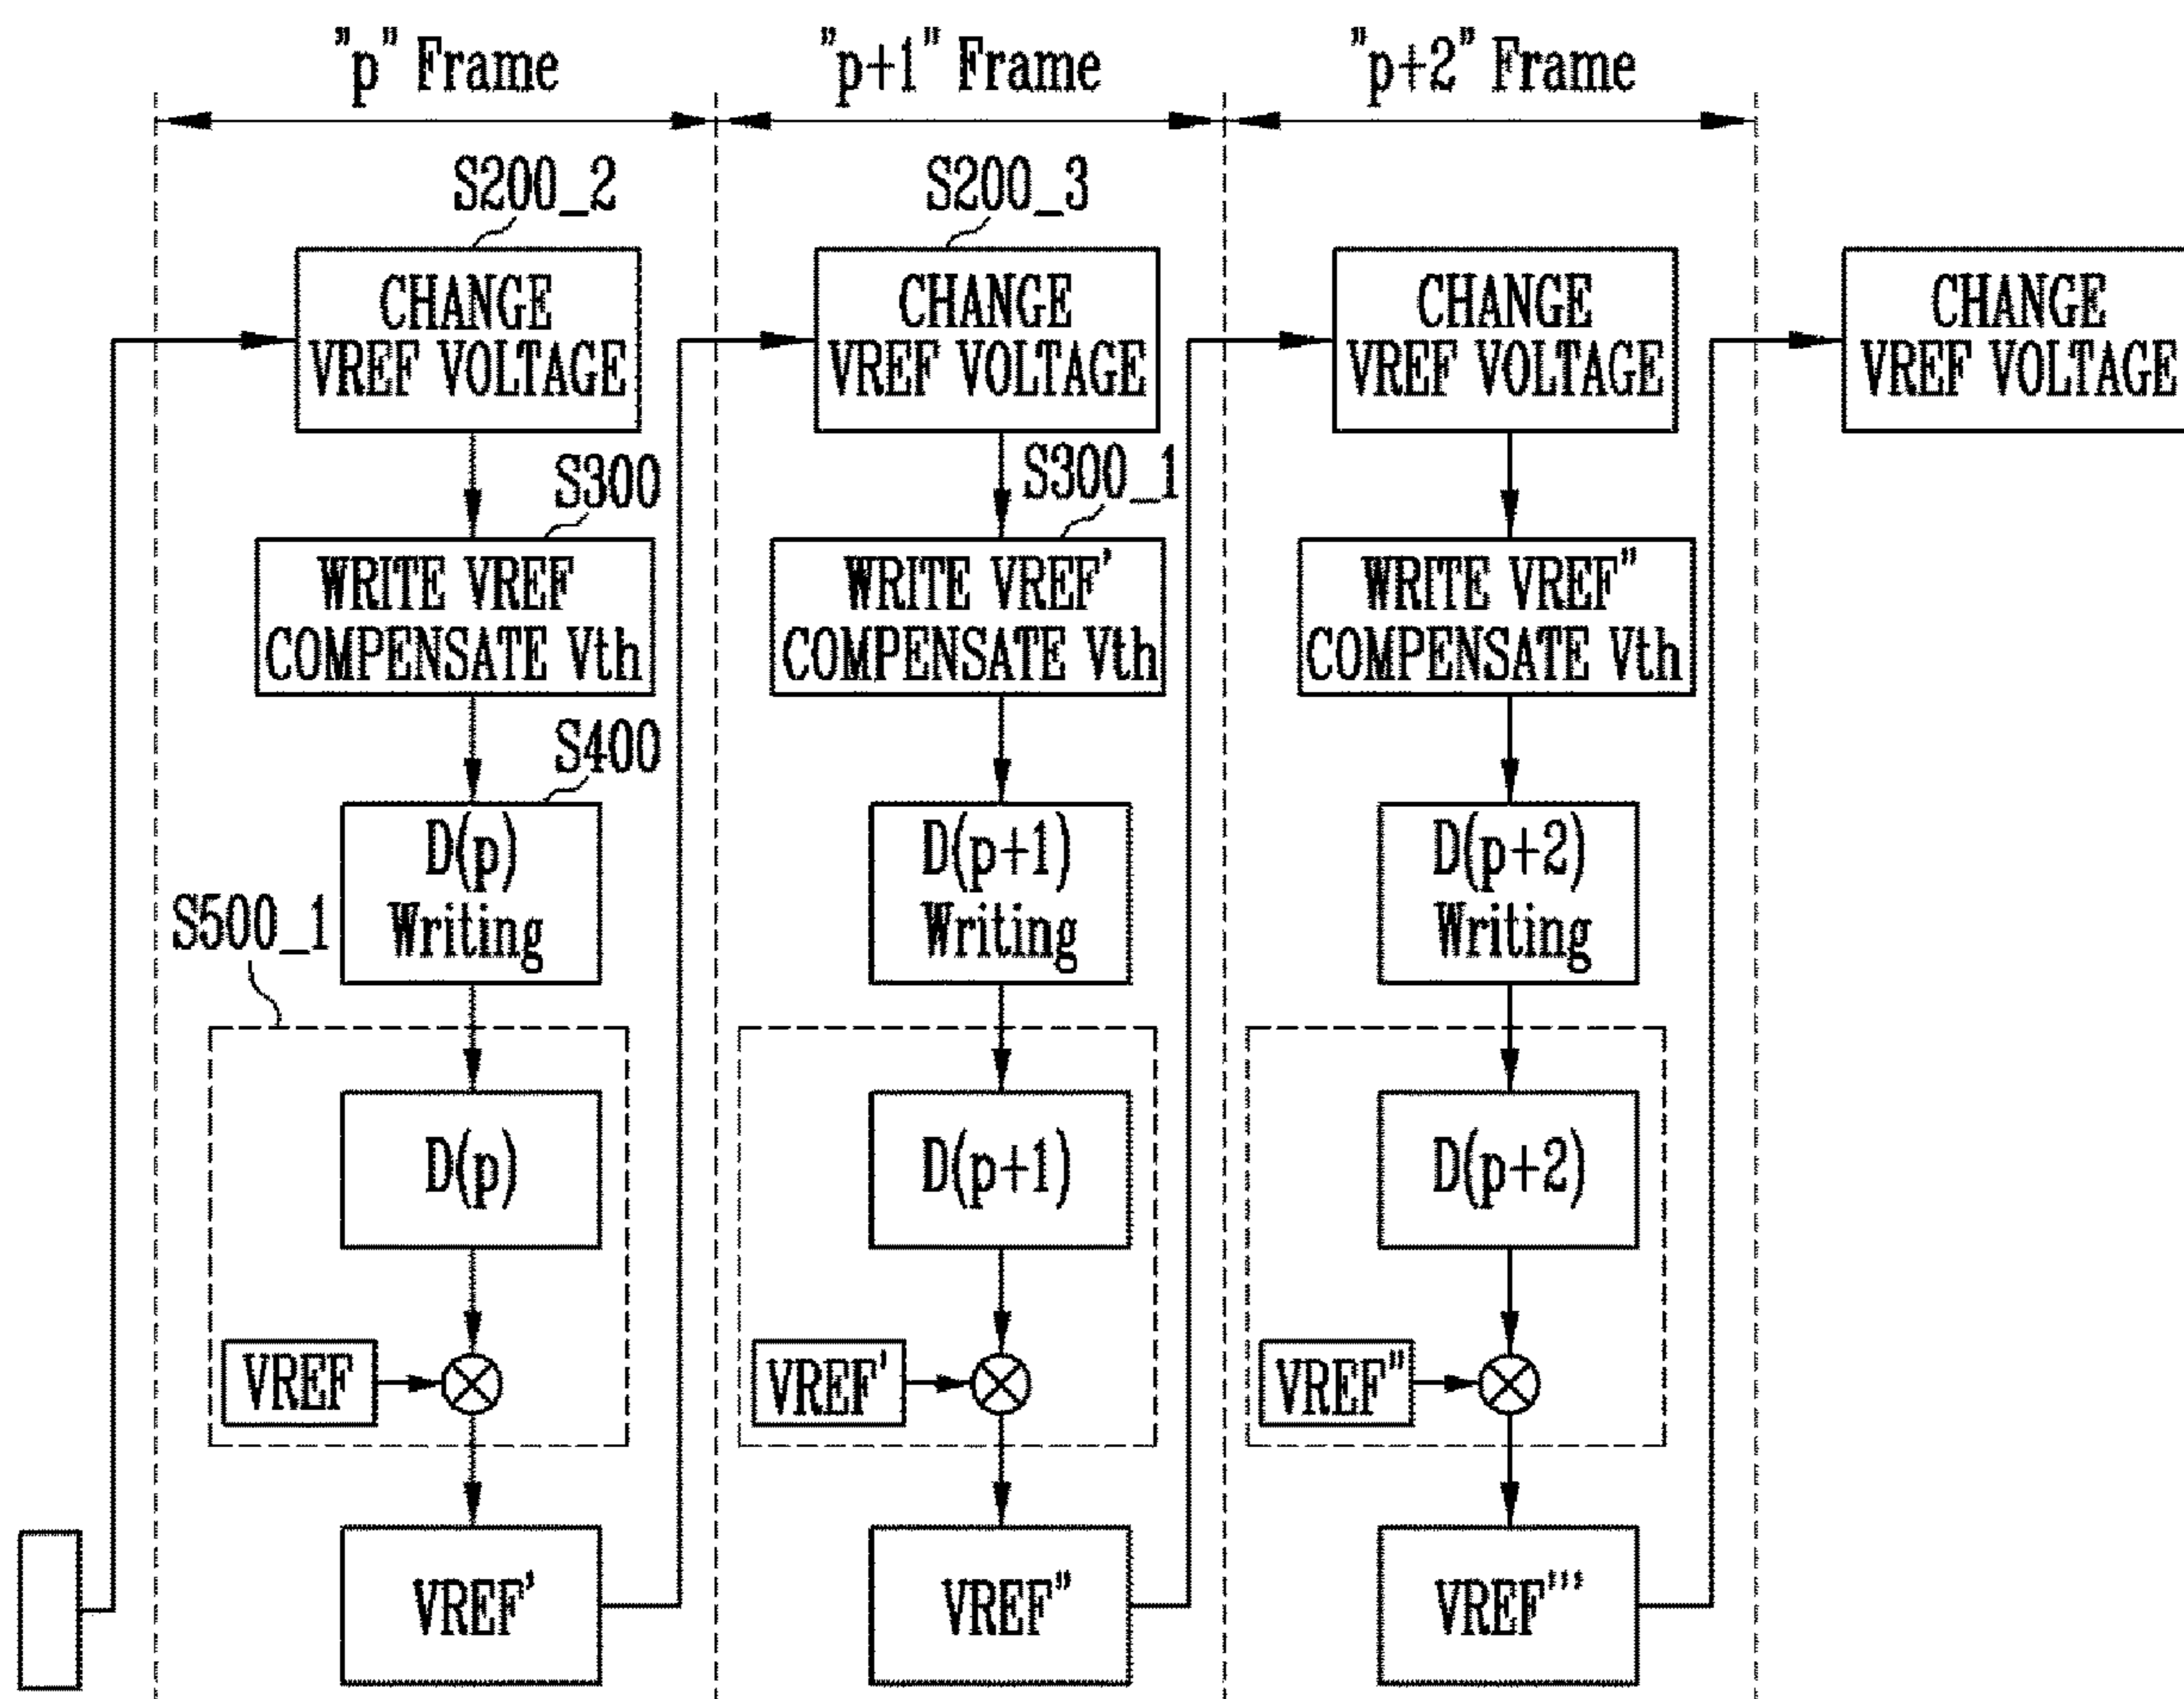 "p" Frame
"p+1" Frame
"p+2" Frame
S200_2
S200_3
CHANGE
VREF VOLTAGE
CHANGE
VREF VOLTAGE
CHANGE
VREF VOLTAGE
CHANGE
VREF VOLTAGE
S300
S300_1
WRITE VREF
COMPENSATE Vth
WRITE VREF'
COMPENSATE Vth
WRITE VREF"
COMPENSATE Vth
S400
D(p)
Writing
D(p+1)
Writing
D(p+2)
Writing
S500_1
D(p)
D(p+1)
D(p+2)
VREF
VREF'
VREF"
VREF'
VREF"
VREF'''